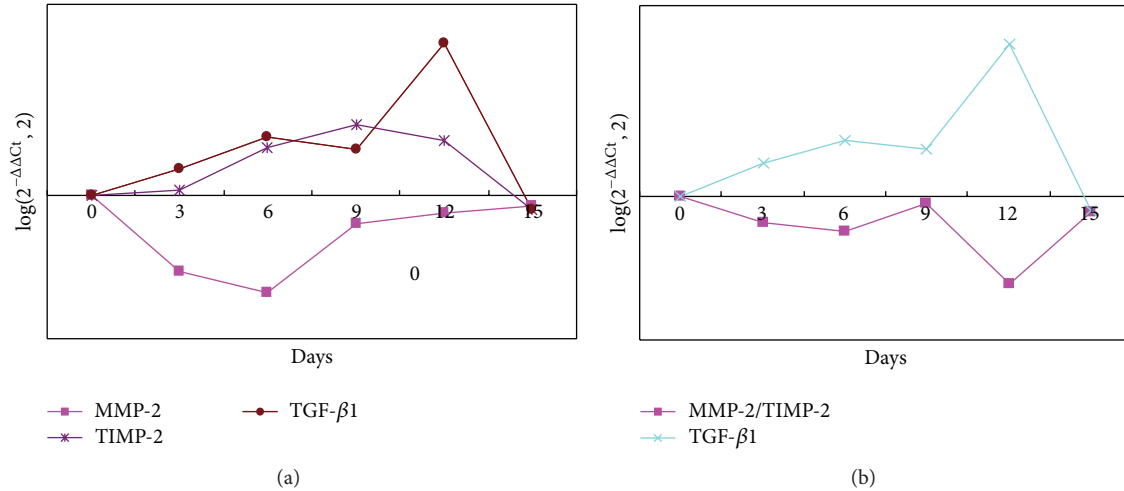 log(2^−ΔΔCt, 2)
0 3 6 9 12 15
0
Days
MMP-2
TIMP-2
TGF-β1
(a)
log(2^−ΔΔCt, 2)
0 3 6 9 12 15
Days
MMP-2/TIMP-2
TGF-β1
(b)